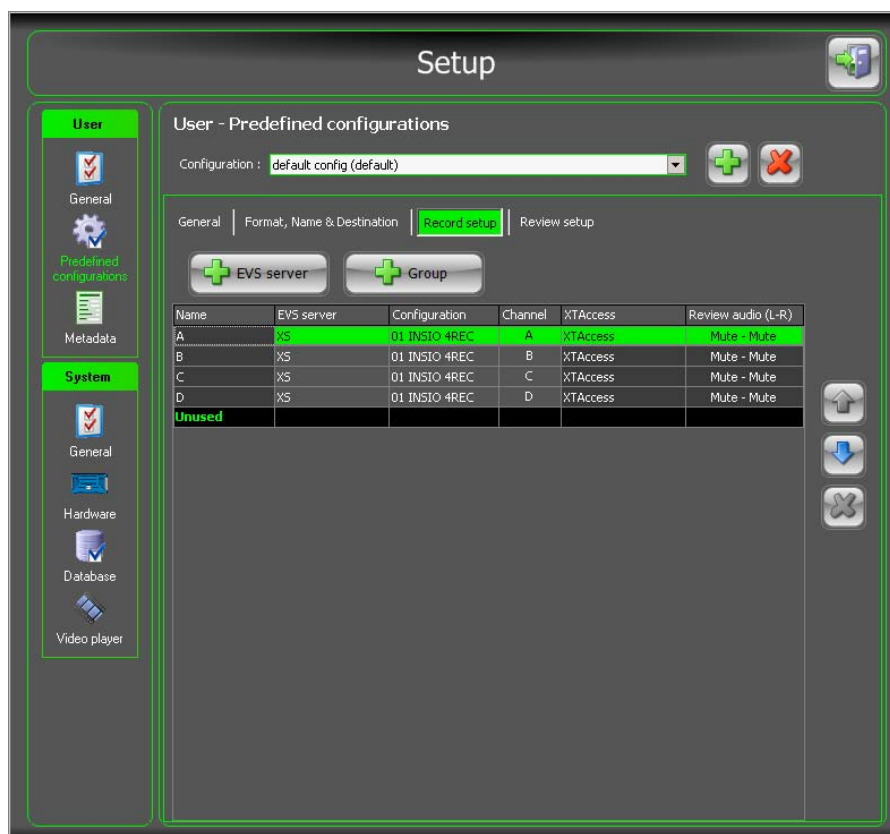 Setup
User
General
Predefined
configurations
Metadata
System
General
Hardware
Database
Video player
User - Predefined configurations
Configuration : default config (default)
General Format, Name & Destination Record setup Review setup
EVS server Group
Name EVS server Configuration Channel XTAccess Review audio (L-R)
A XS 01 INSIO 4REC A XTAccess Mute - Mute
B XS 01 INSIO 4REC B XTAccess Mute - Mute
C XS 01 INSIO 4REC C XTAccess Mute - Mute
D XS 01 INSIO 4REC D XTAccess Mute - Mute
Unused